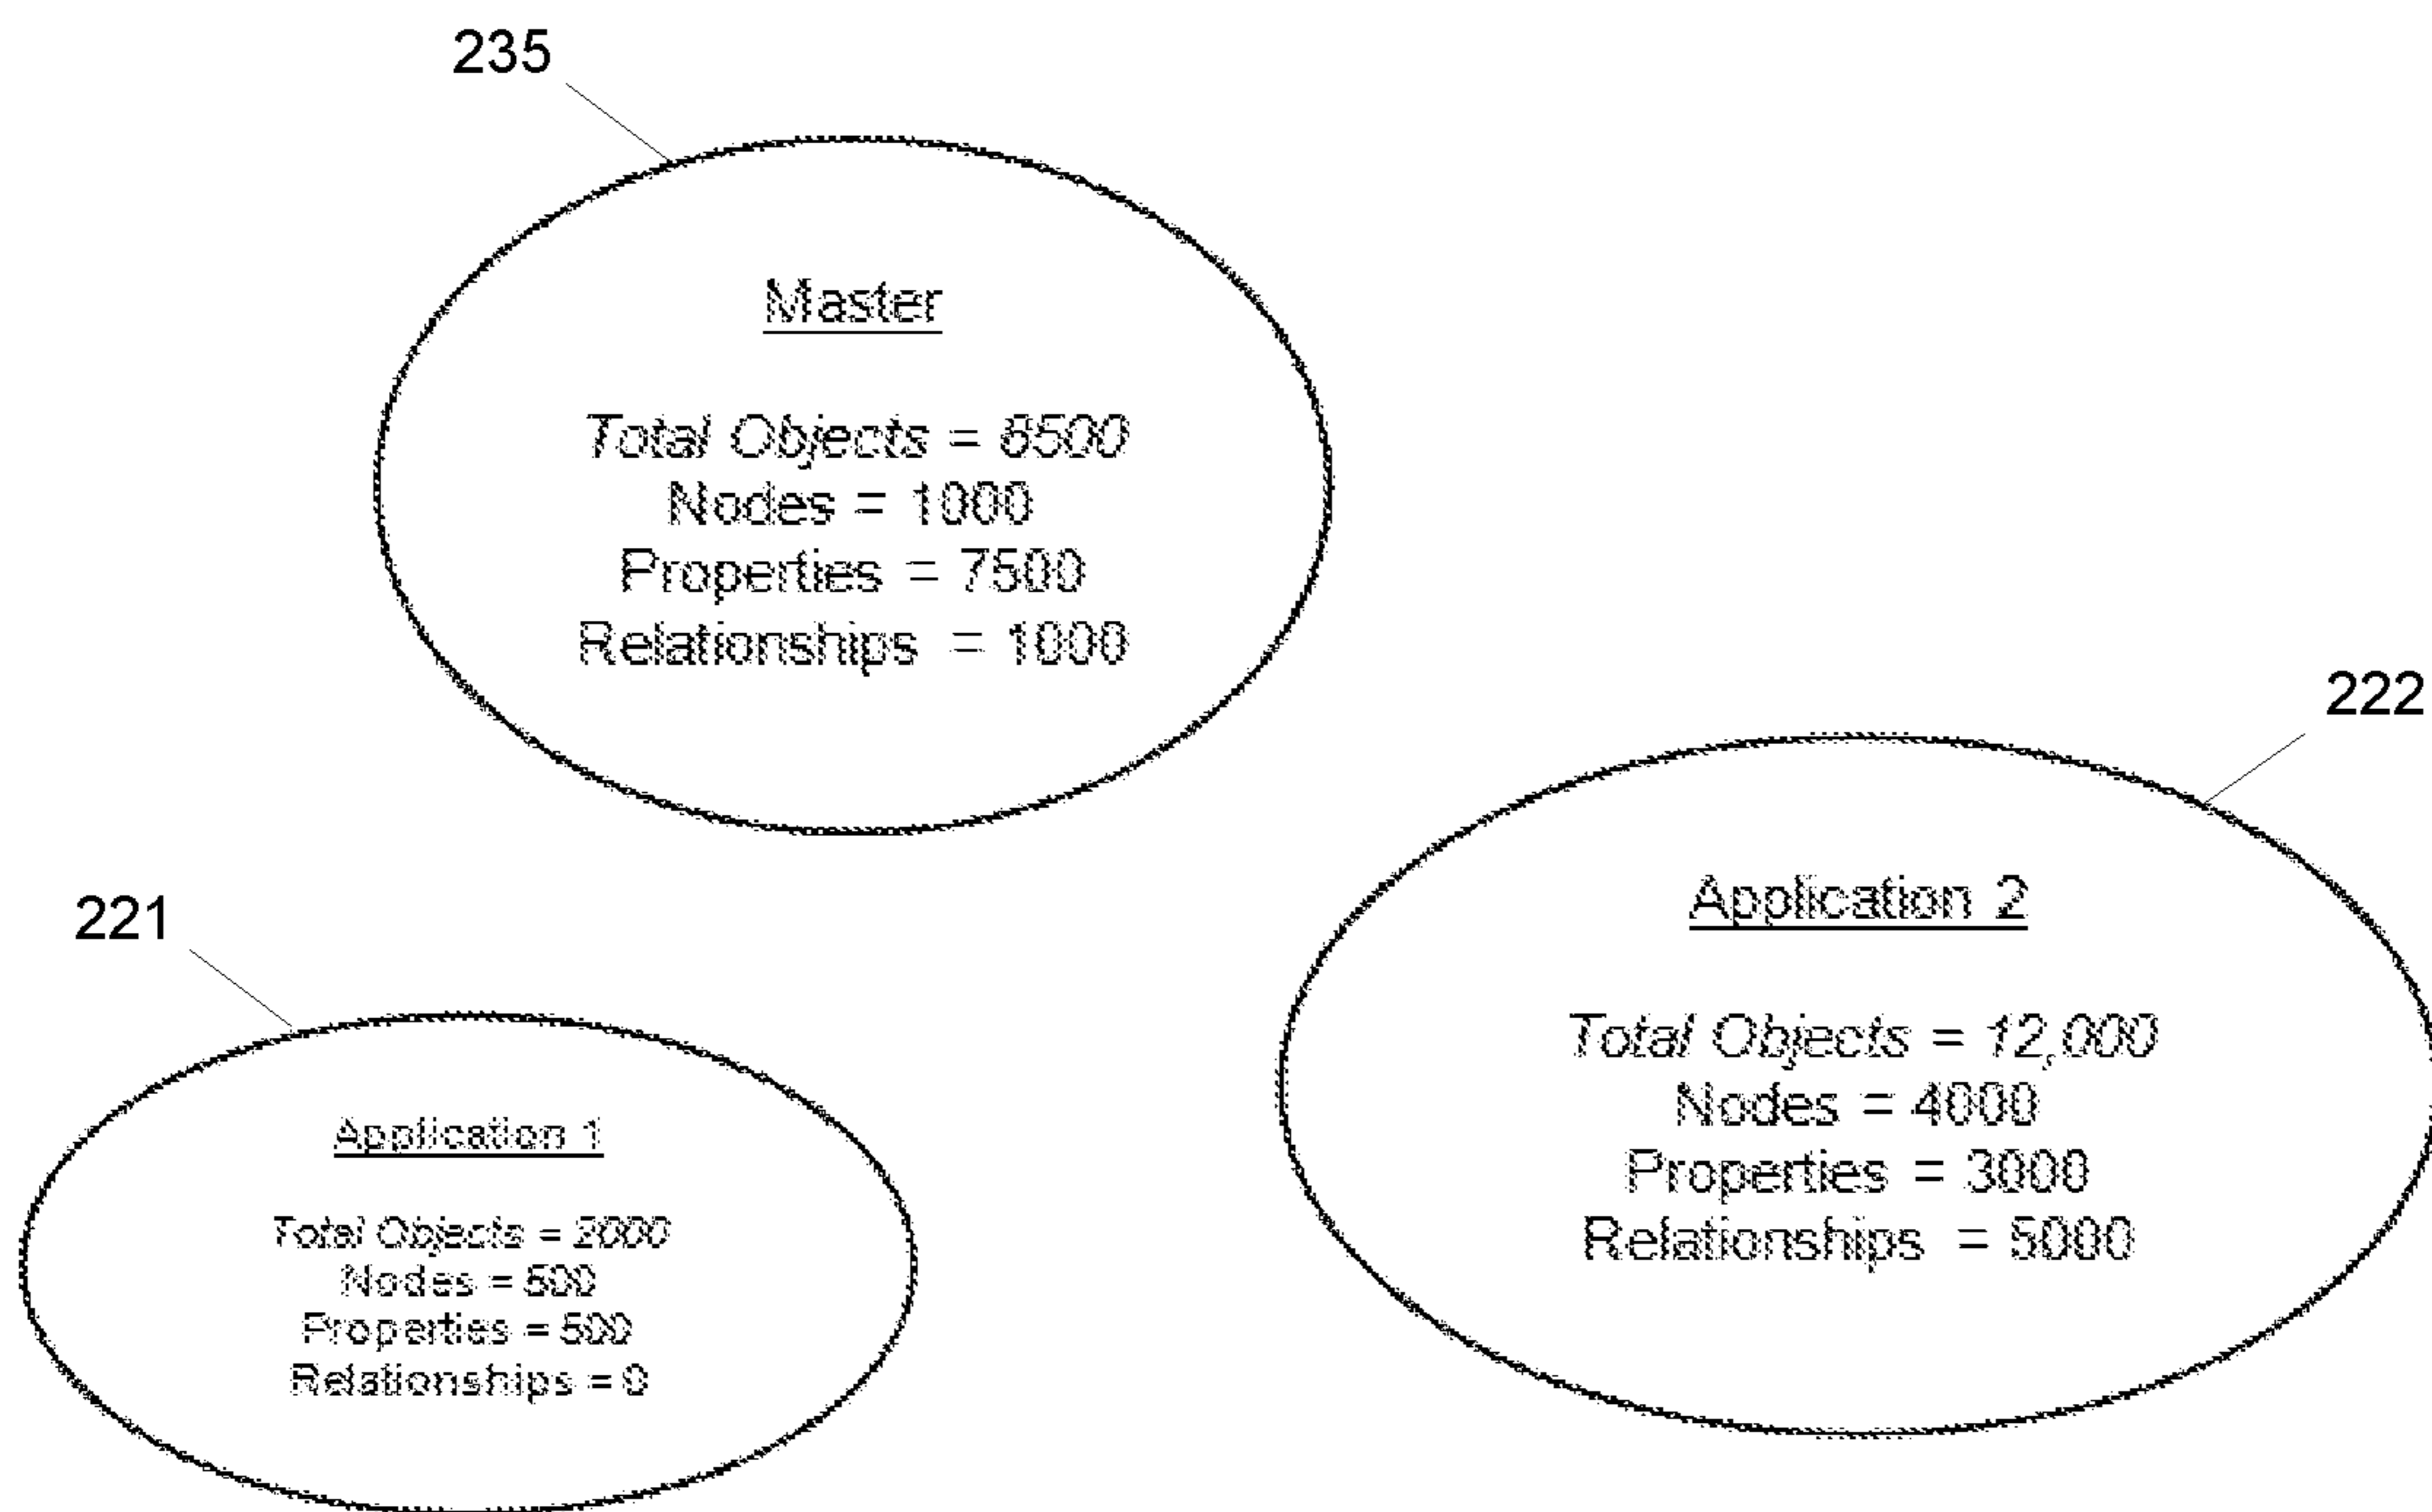 235
Master
Total Objects = 6500
Nodes = 1000
Properties = 7500
Relationships = 1000
222
Application 2
Total Objects = 12,000
Nodes = 4000
Properties = 3000
Relationships = 5000
221
Application 1
Total Objects = 2000
Nodes = 500
Properties = 500
Relationships = 0